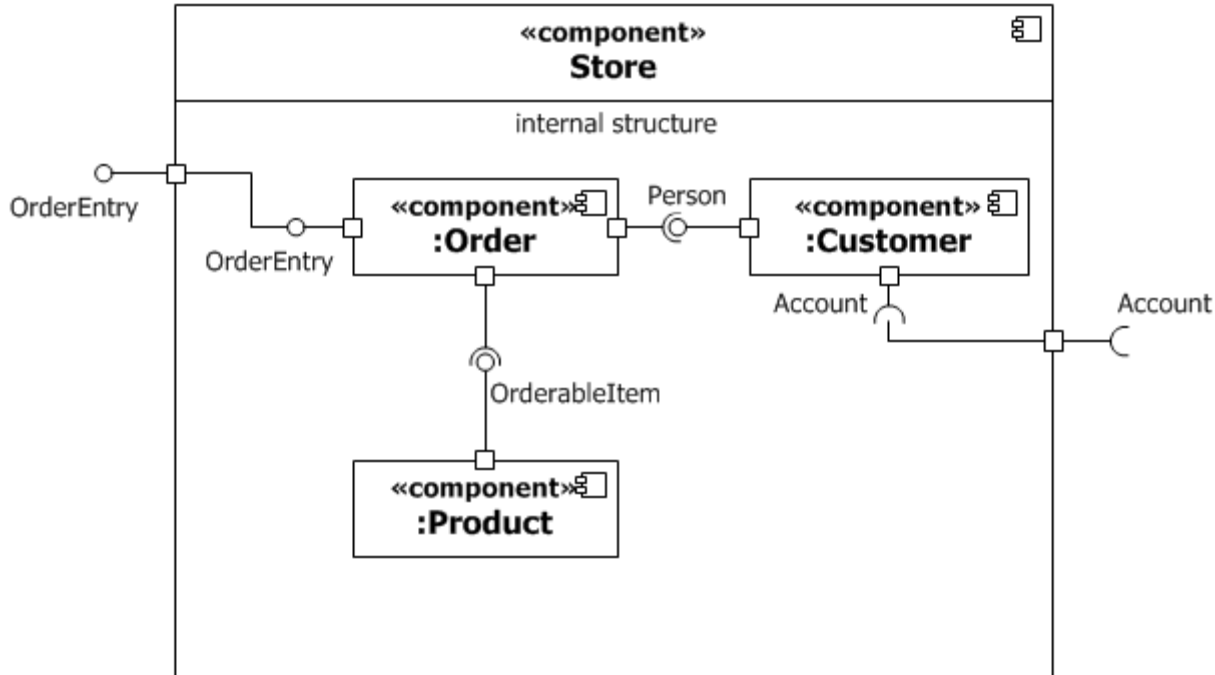 «component»
Store
internal structure
OrderEntry
OrderEntry
«component»
:Order
Person
«component»
:Customer
Account
Account
OrderableItem
«component»
:Product